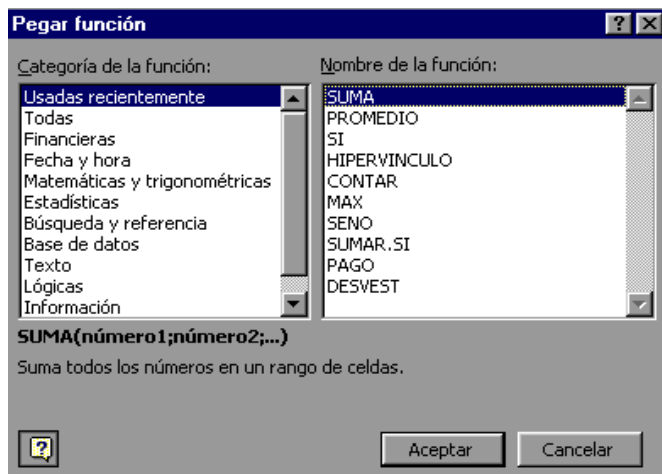 Pegar función
Categoría de la función:
Usadas recientemente
Todas
Financieras
Fecha y hora
Matemáticas y trigonométricas
Estadísticas
Búsqueda y referencia
Base de datos
Texto
Lógicas
Información
Nombre de la función:
SUMA
PROMEDIO
SI
HIPERVINCULO
CONTAR
MAX
SENO
SUMAR.SI
PAGO
DESVEST
SUMA(número1;número2;...)
Suma todos los números en un rango de celdas.
Aceptar
Cancelar